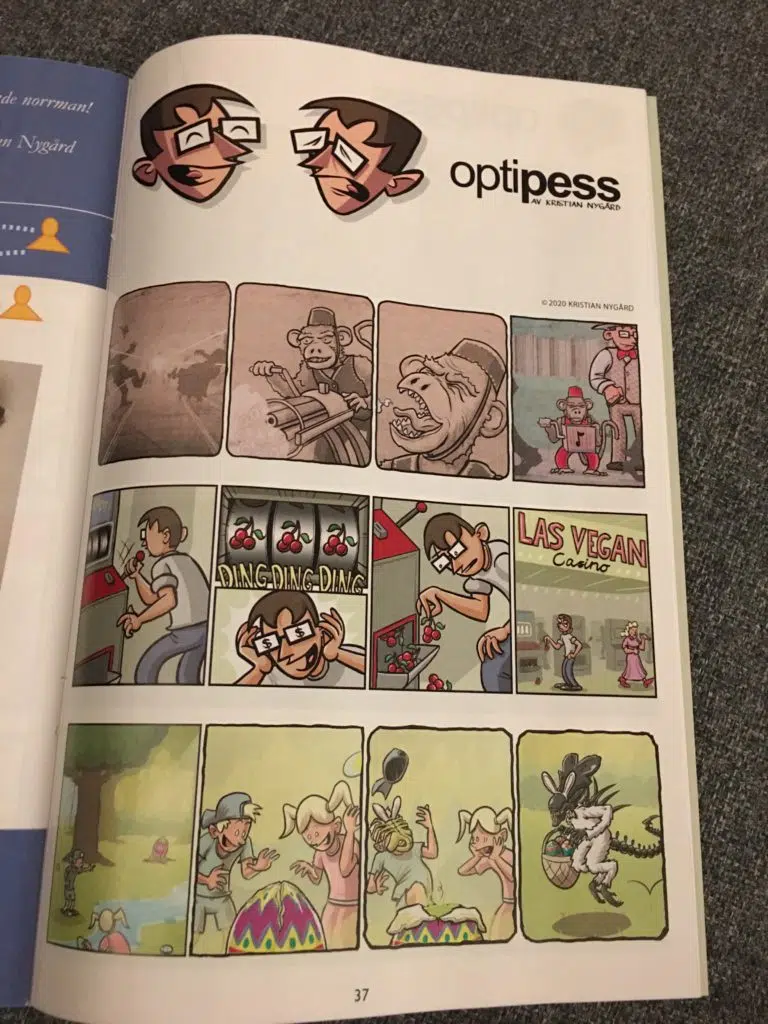 de norrman!
n Nygård
optipess
AV KRISTIAN NYGÅRD
© 2020 KRISTIAN NYGÅRD
DING DING DING
$ $
LAS VEGAN
Casino
37